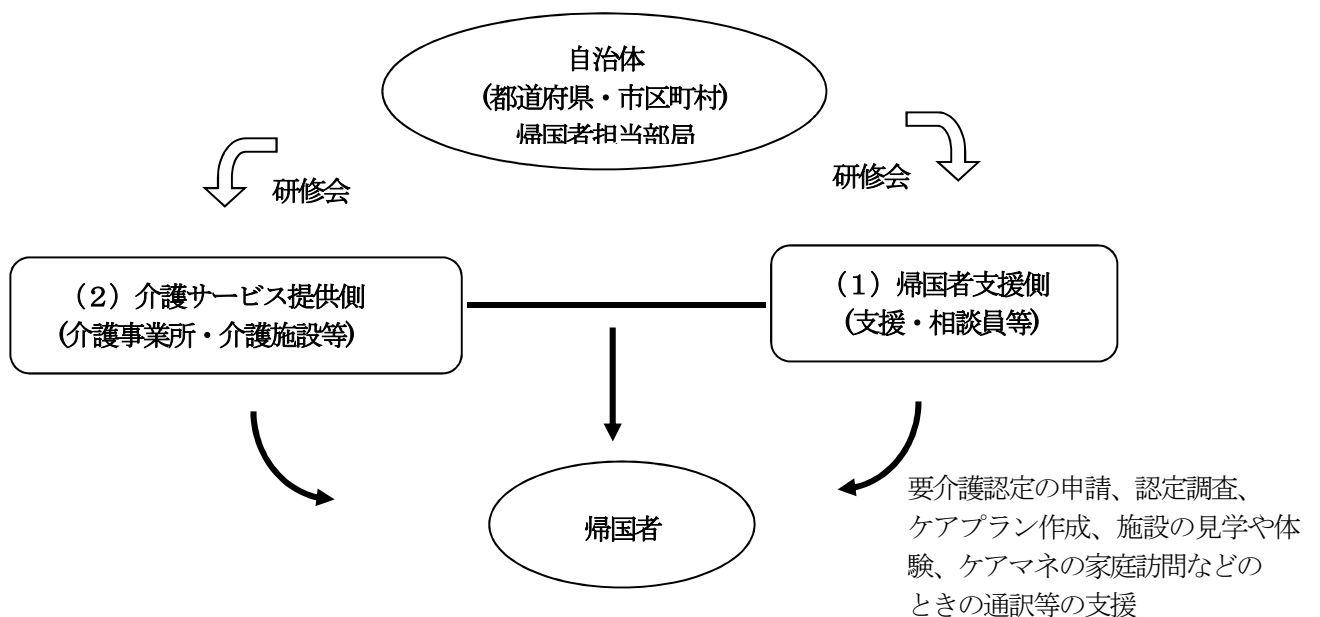 自治体
(都道府県・市区町村)
帰国者担当部局
研修会
研修会
（２）介護サービス提供側
(介護事業所・介護施設等)
（１）帰国者支援側
(支援・相談員等)
帰国者
要介護認定の申請、認定調査、
ケアプラン作成、施設の見学や体
験、ケアマネの家庭訪問などの
ときの通訳等の支援